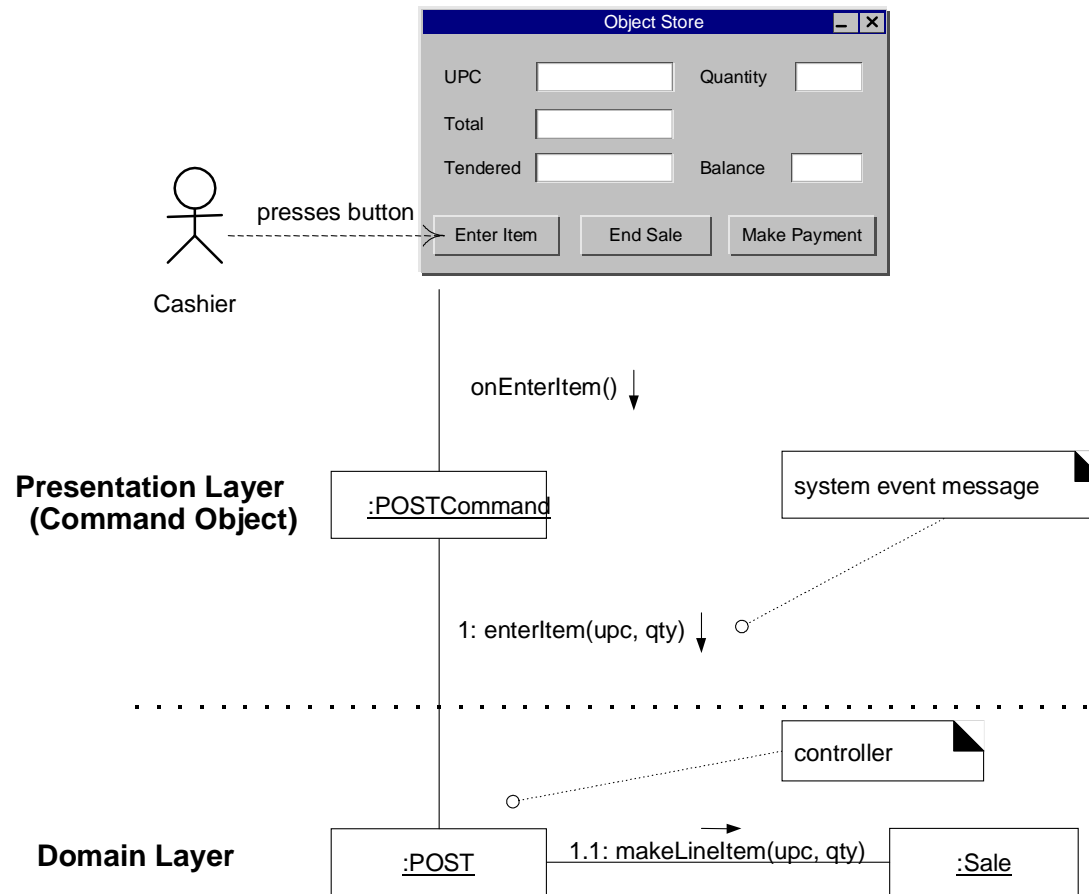 Object Store
UPC
Quantity
Total
Tendered
Balance
presses button
Enter Item
End Sale
Make Payment
Cashier
onEnterItem()
Presentation Layer
(Command Object)
:POSTCommand
system event message
1: enterItem(upc, qty)
controller
Domain Layer
:POST
1.1: makeLineItem(upc, qty)
:Sale